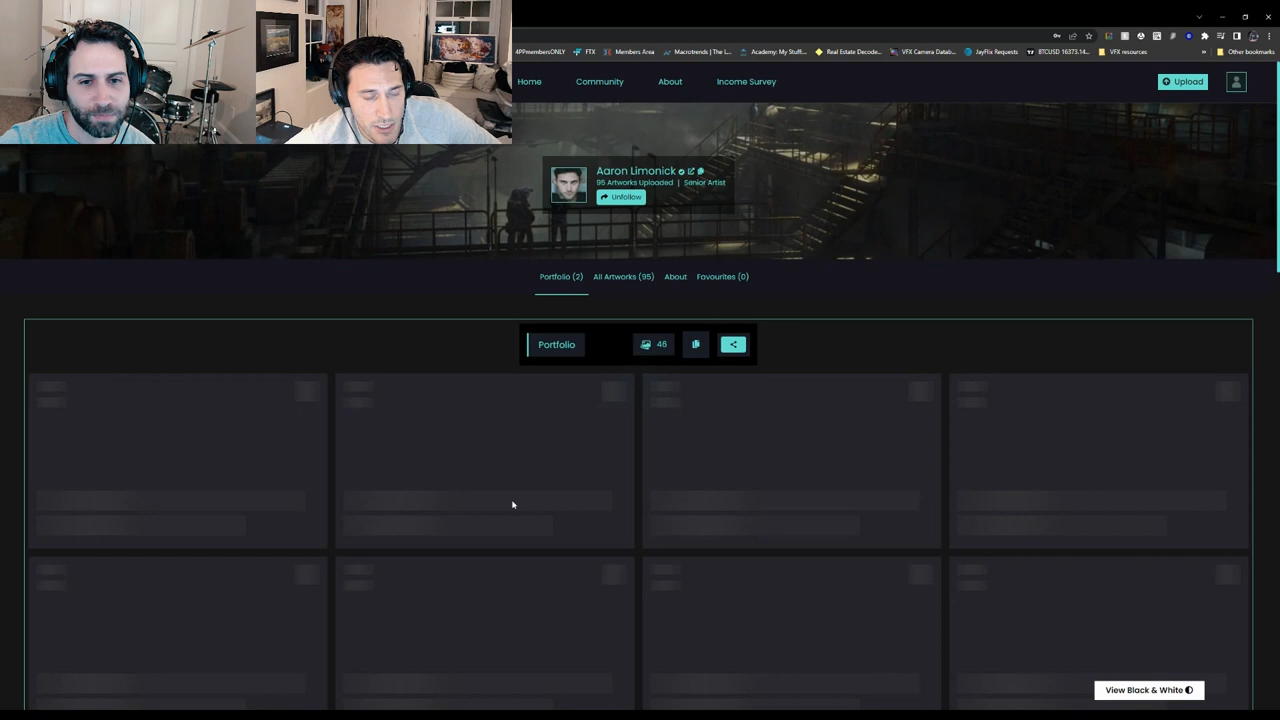 4PPmembersONLY FTX Members Area Macrotrends | The L... Academy: My Stuff... Real Estate Decode... VFX Camera Datab... JayFlix Requests BTCUSD 16373.14... VFX resources » Other bookmarks
Home Community About Income Survey Upload
Aaron Limonick
95 Artworks Uploaded | Senior Artist
Unfollow
Portfolio (2) All Artworks (95) About Favourites (0)
Portfolio 46
View Black & White